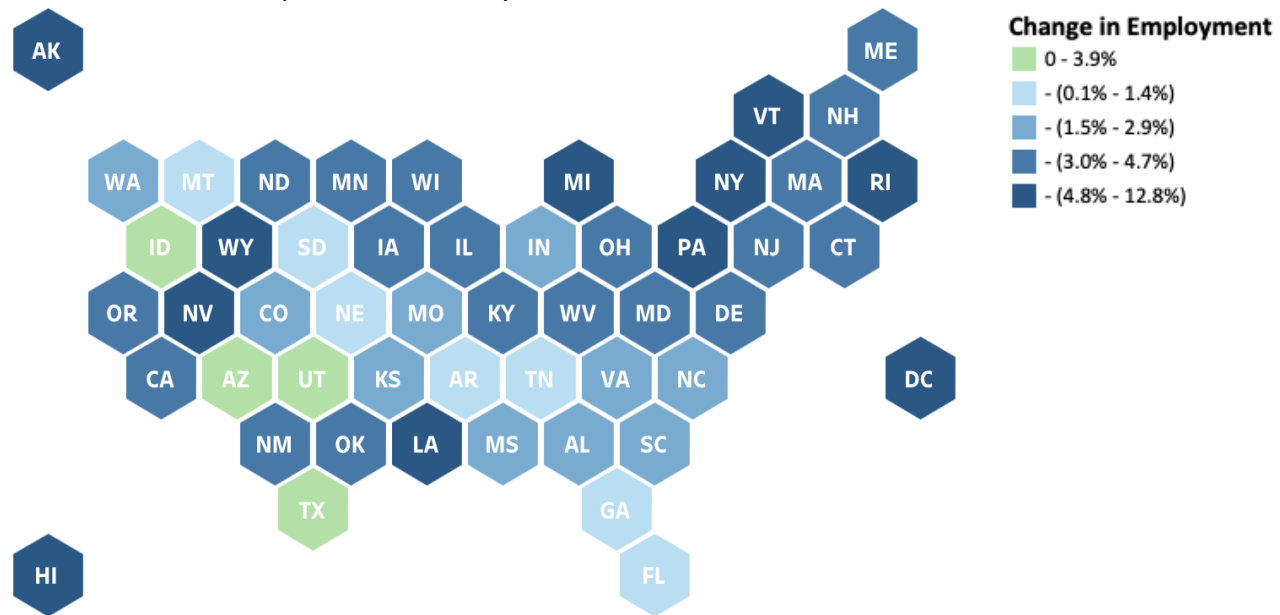 AK
ME
VT NH
WA MT ND MN WI MI NY MA RI
ID WY SD IA IL IN OH PA NJ CT
OR NV CO NE MO KY WV MD DE
CA AZ UT KS AR TN VA NC DC
NM OK LA MS AL SC
TX GA
HI FL
Change in Employment
0 - 3.9%
- (0.1% - 1.4%)
- (1.5% - 2.9%)
- (3.0% - 4.7%)
- (4.8% - 12.8%)